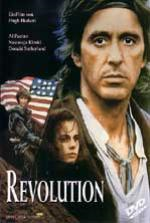 Ein Film von
Hugh Hudson
Al Pacino
Nastassja Kinski
Donald Sutherland
REVOLUTION
DVD